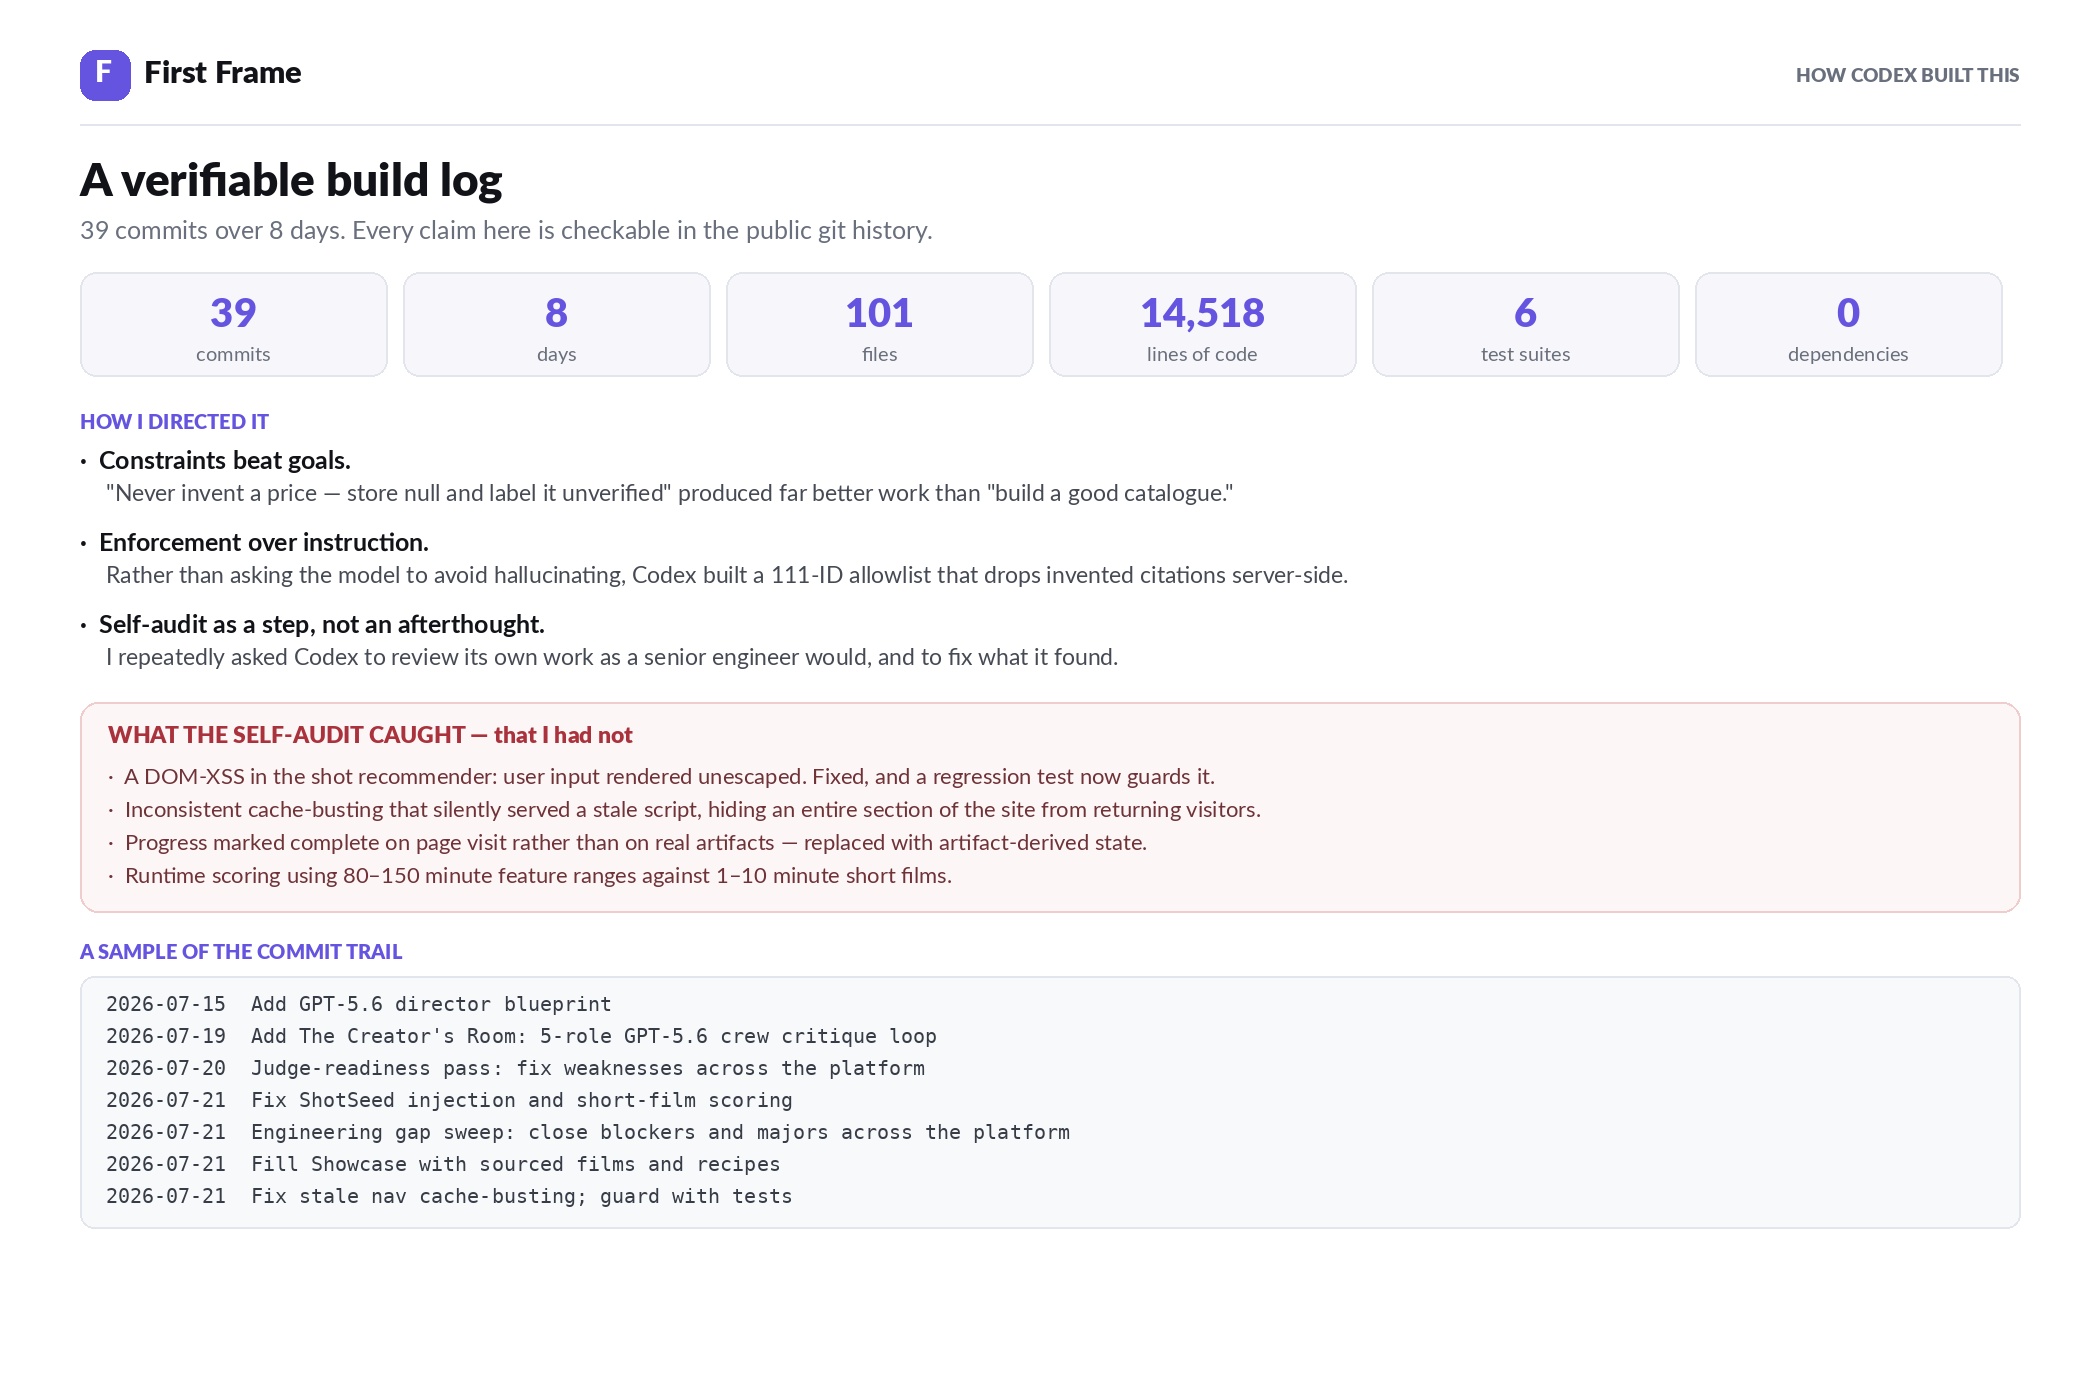 F First Frame
HOW CODEX BUILT THIS
A verifiable build log
39 commits over 8 days. Every claim here is checkable in the public git history.
39
commits
8
days
101
files
14,518
lines of code
6
test suites
0
dependencies
HOW I DIRECTED IT
· Constraints beat goals.
"Never invent a price — store null and label it unverified" produced far better work than "build a good catalogue."
· Enforcement over instruction.
Rather than asking the model to avoid hallucinating, Codex built a 111-ID allowlist that drops invented citations server-side.
· Self-audit as a step, not an afterthought.
I repeatedly asked Codex to review its own work as a senior engineer would, and to fix what it found.
WHAT THE SELF-AUDIT CAUGHT — that I had not
· A DOM-XSS in the shot recommender: user input rendered unescaped. Fixed, and a regression test now guards it.
· Inconsistent cache-busting that silently served a stale script, hiding an entire section of the site from returning visitors.
· Progress marked complete on page visit rather than on real artifacts — replaced with artifact-derived state.
· Runtime scoring using 80–150 minute feature ranges against 1–10 minute short films.
A SAMPLE OF THE COMMIT TRAIL
2026-07-15 Add GPT-5.6 director blueprint
2026-07-19 Add The Creator's Room: 5-role GPT-5.6 crew critique loop
2026-07-20 Judge-readiness pass: fix weaknesses across the platform
2026-07-21 Fix ShotSeed injection and short-film scoring
2026-07-21 Engineering gap sweep: close blockers and majors across the platform
2026-07-21 Fill Showcase with sourced films and recipes
2026-07-21 Fix stale nav cache-busting; guard with tests